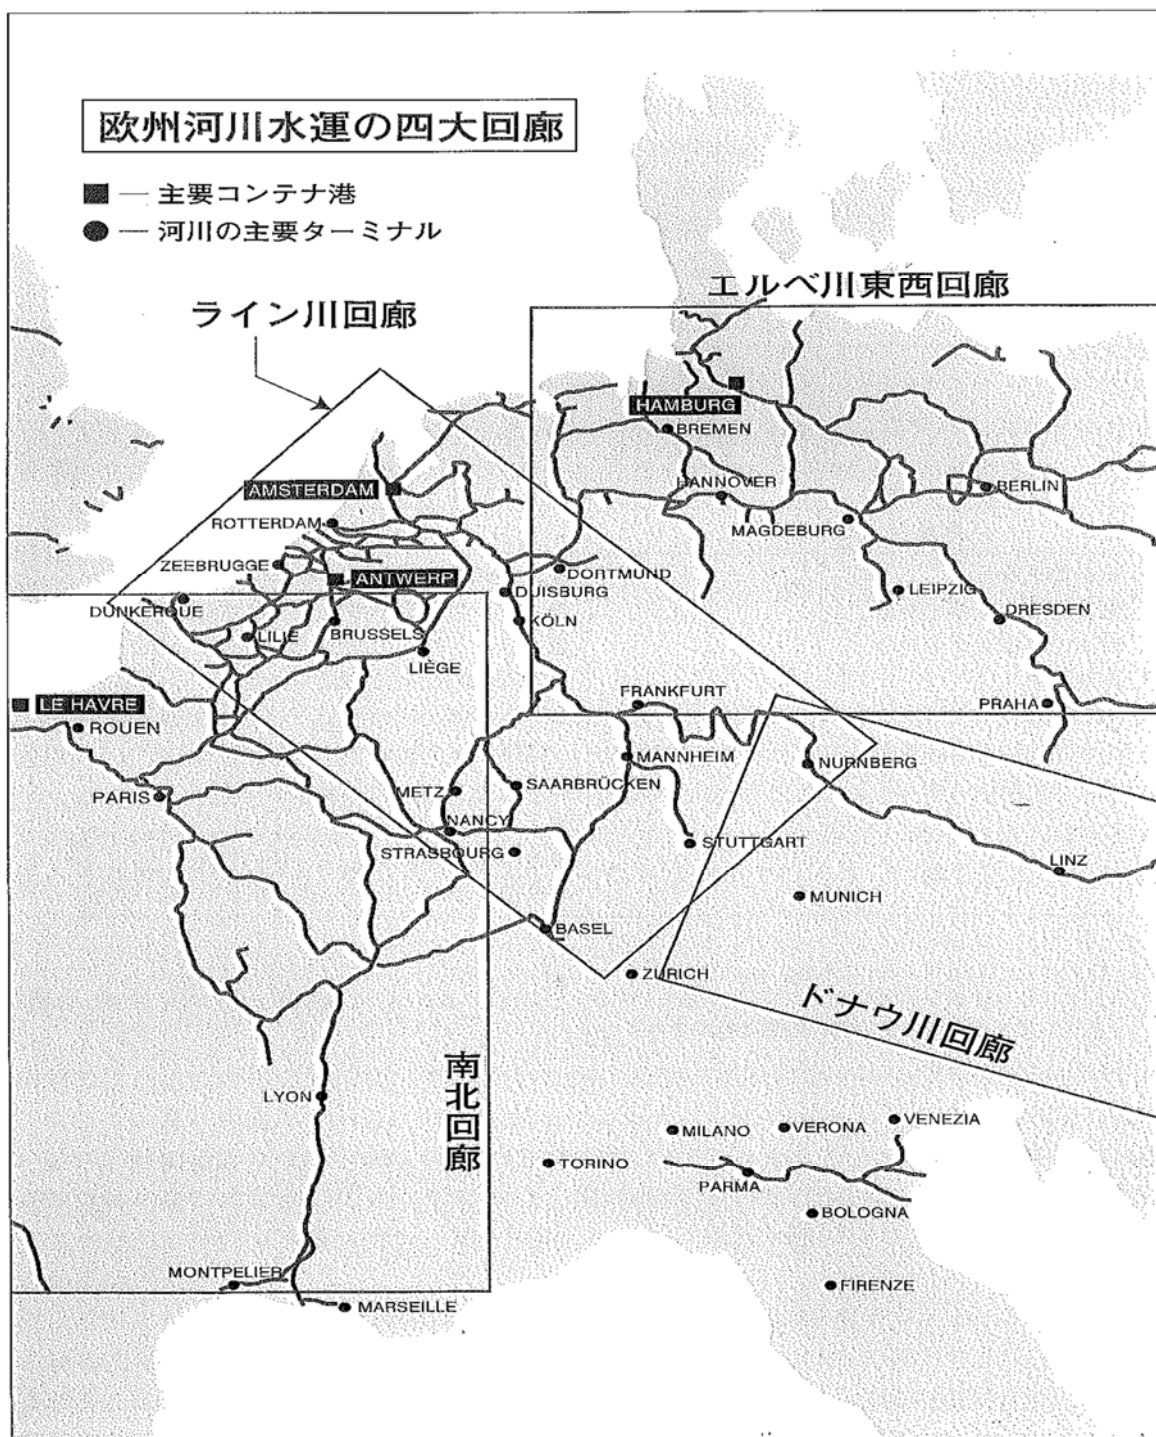 欧州河川水運の四大回廊
■ — 主要コンテナ港
● — 河川の主要ターミナル
エルベ川東西回廊
ライン川回廊
HAMBURG
BREMEN
HANNOVER
BERLIN
AMSTERDAM
MAGDEBURG
ROTTERDAM
ZEEBRUGGE
ANTWERP
DORTMUND
DUISBURG
LEIPZIG
DUNKERQUE
DRESDEN
LILIE
BRUSSELS
KÖLN
LIÈGE
FRANKFURT
PRAHA
LE HAVRE
ROUEN
MANNHEIM
NURNBERG
PARIS
METZ
SAARBRÜCKEN
NANCY
STRASBOURG
STUTTGART
LINZ
MUNICH
BASEL
ZURICH
ドナウ川回廊
南北回廊
LYON
MILANO
VERONA
VENEZIA
TORINO
PARMA
BOLOGNA
MONTPELIER
MARSEILLE
FIRENZE